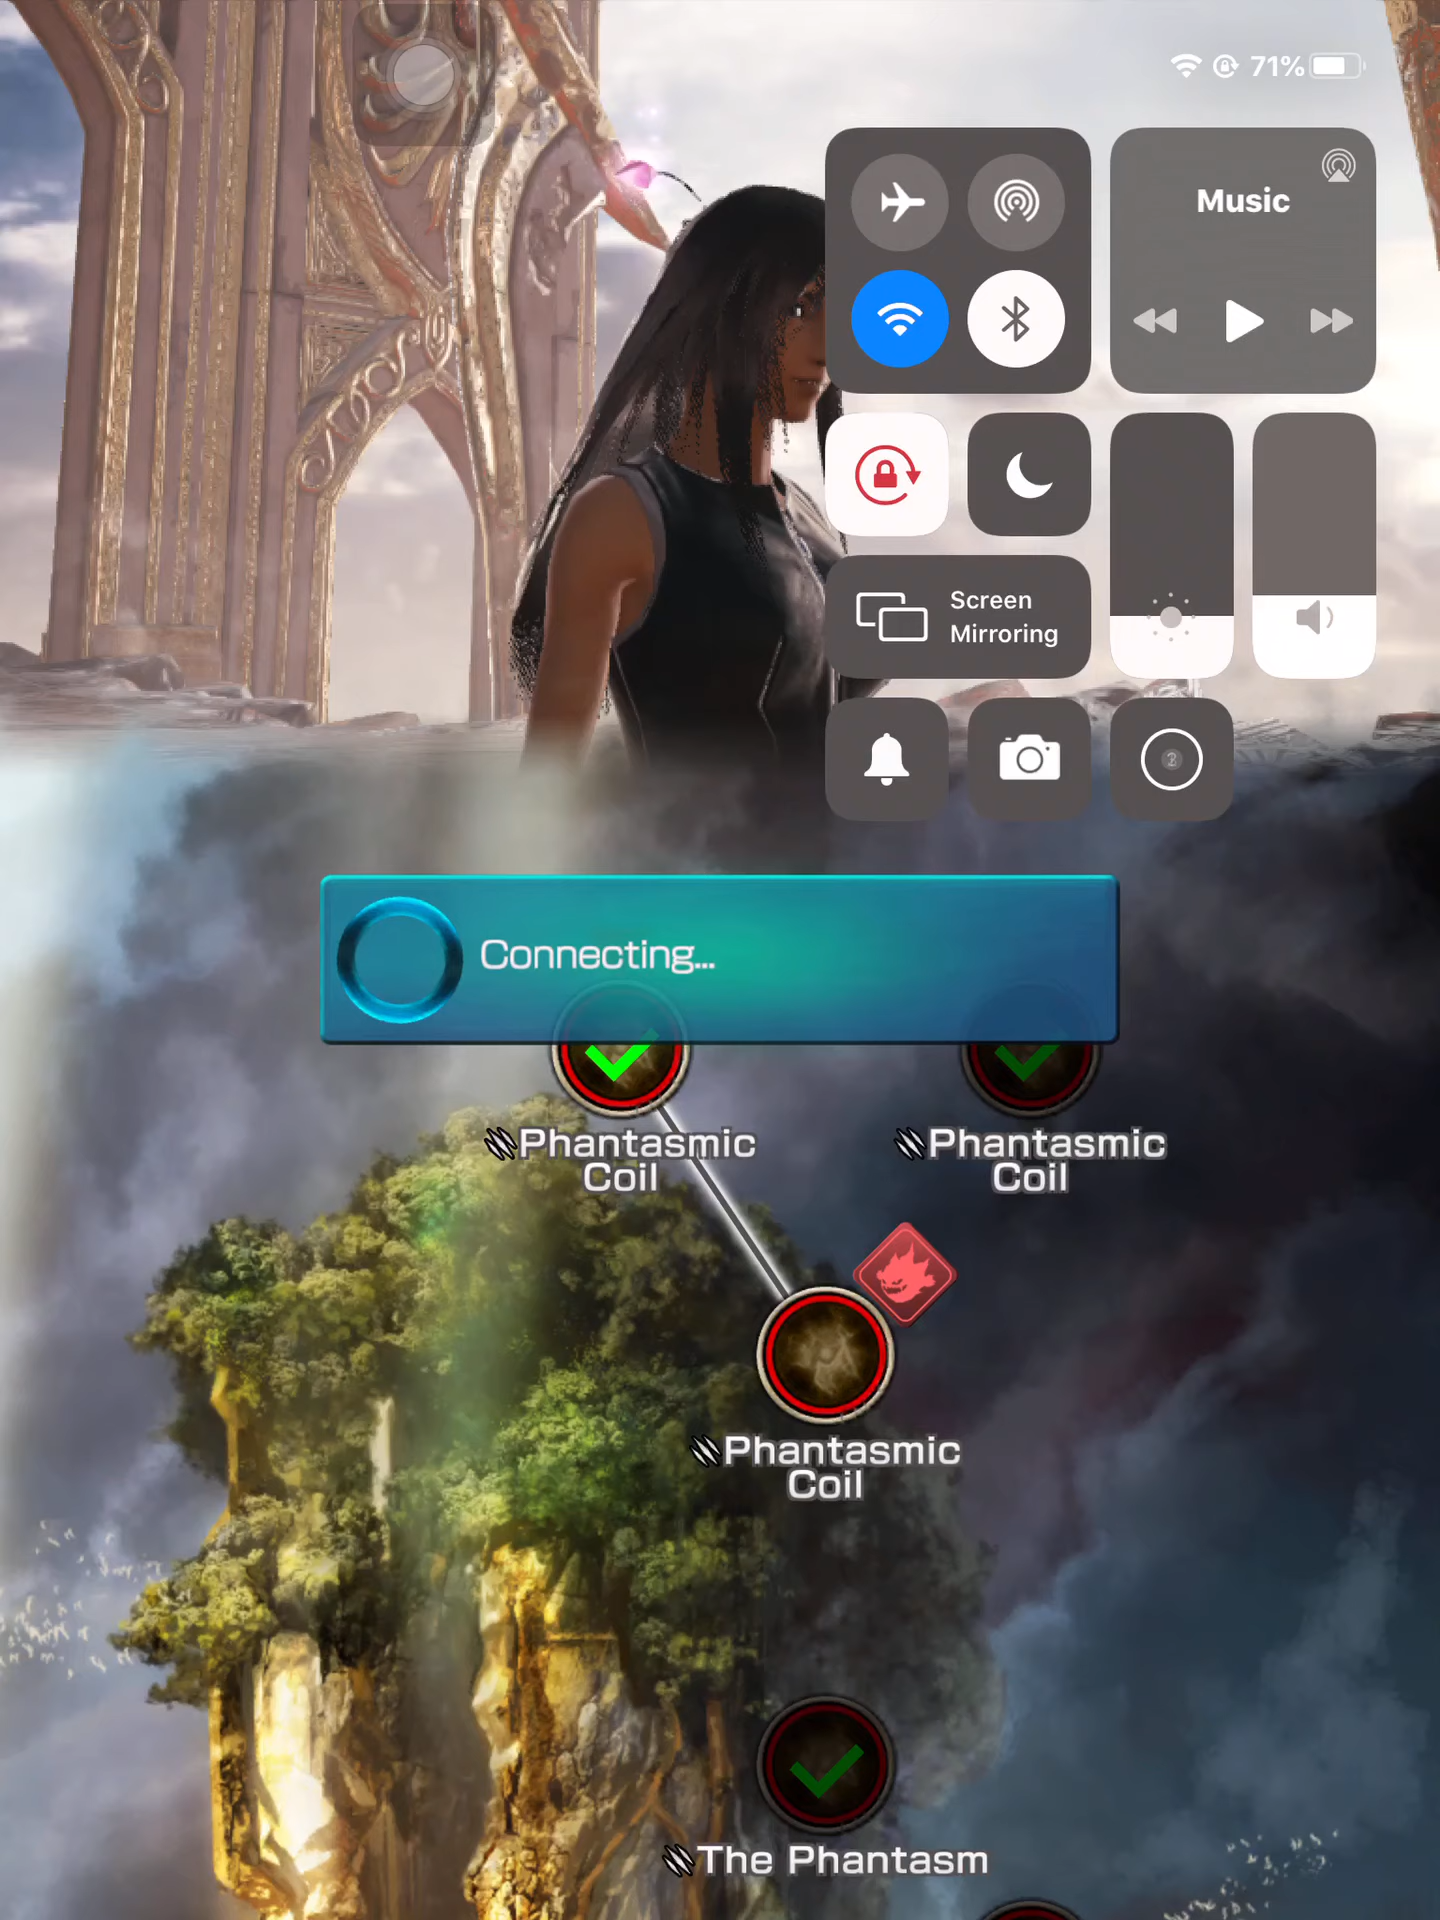 71%
Music
Screen
Mirroring
Connecting...
Phantasmic
Coil
Phantasmic
Coil
Phantasmic
Coil
The Phantasm